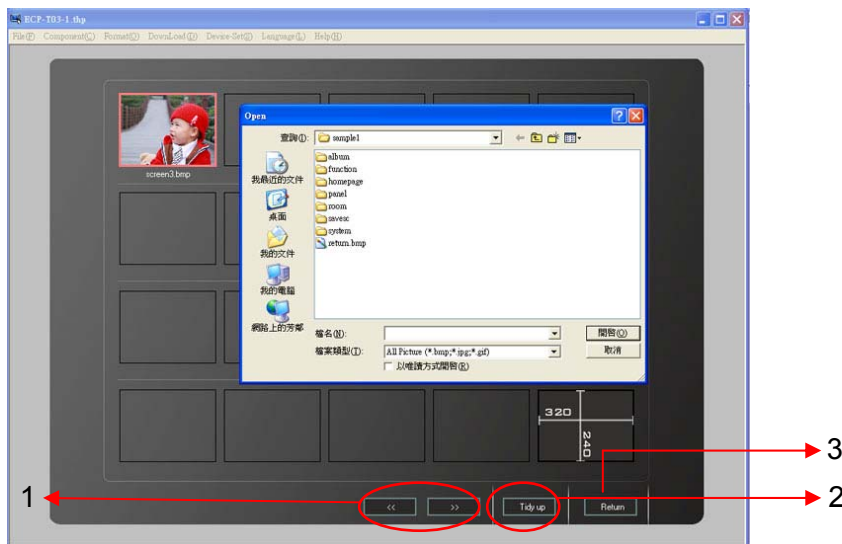 ECP-T03-1.thp
File(F) Component(C) Format(O) DownLoad(D) Device-Set(S) Language(L) Help(H)
screen3.bmp
Open
查詢(I):
sample1
album
function
homepage
panel
room
savesc
system
return.bmp
我最近的文件
桌面
我的文件
我的電腦
網路上的芳鄰
檔名(N):
開啓(O)
檔案類型(T):
All Picture (*.bmp;*.jpg;*.gif)
取消
以唯讀方式開啓(R)
320
240
3
1
<<
>>
Tidy up
Return
2